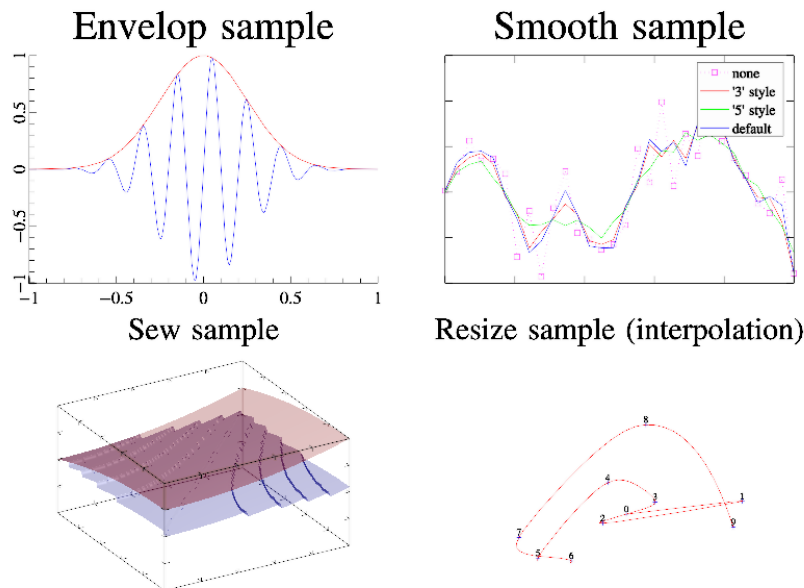 Envelop sample
Smooth sample
1
0.5
0
−0.5
−1
−1 −0.5 0 0.5 1
none
'3' style
'5' style
default
Sew sample
Resize sample (interpolation)
8
4
3
1
0
2
9
7
5
6